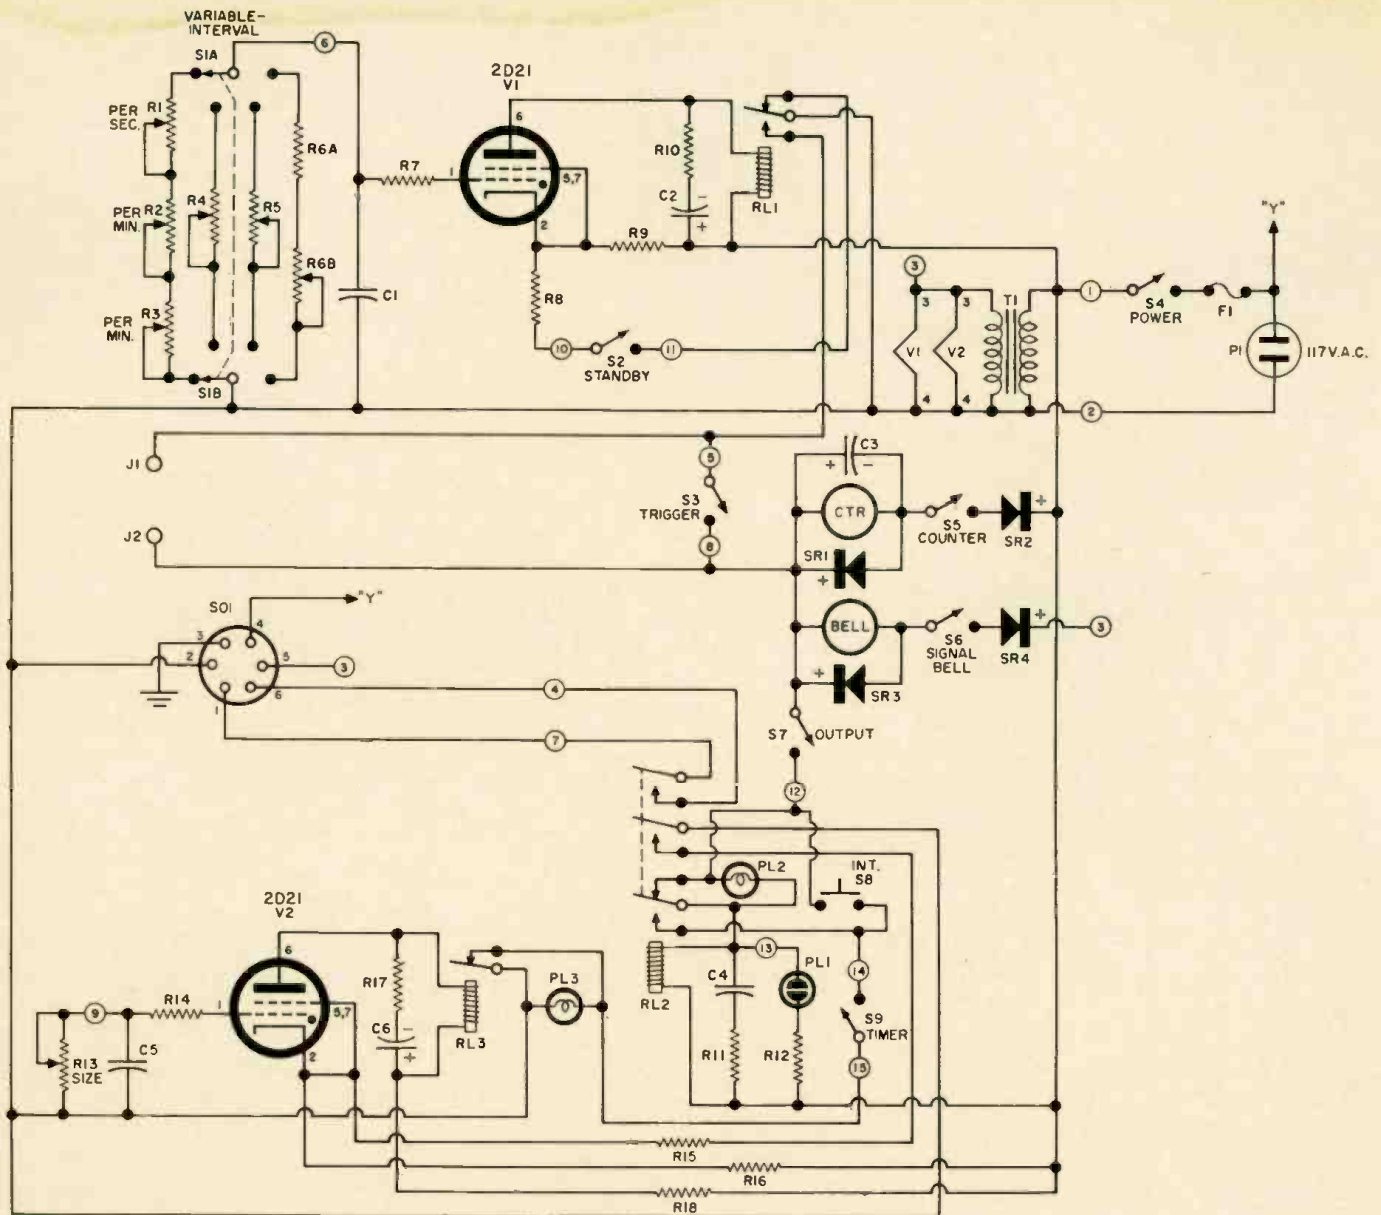 VARIABLE-
INTERVAL
S1A
6
2D21
V1
6
PER
SEC.
R1
R6A
R7
1
5,7
2
R10
C2
-
+
RL1
PER
MIN.
R2
R4
R5
R6B
C1
R9
R8
PER
MIN.
R3
S1B
10
S2
STANDBY
11
3
3
3
V1
V2
4
4
T1
1
S4
POWER
F1
"Y"
P1
117V.A.C.
2
J1
J2
5
S3
TRIGGER
8
C3
+
-
CTR
S5
COUNTER
SR2
+
SR1
+
BELL
S6
SIGNAL
BELL
SR4
+
3
SR3
+
S7
OUTPUT
12
SO1
"Y"
3
4
2
5
3
6
1
4
7
PL2
INT.
S8
13
PL1
14
RL2
C4
R11
R12
S9
TIMER
15
2D21
V2
6
R17
C6
-
+
RL3
PL3
9
R14
1
5,7
2
R13
SIZE
C5
R15
R16
R18